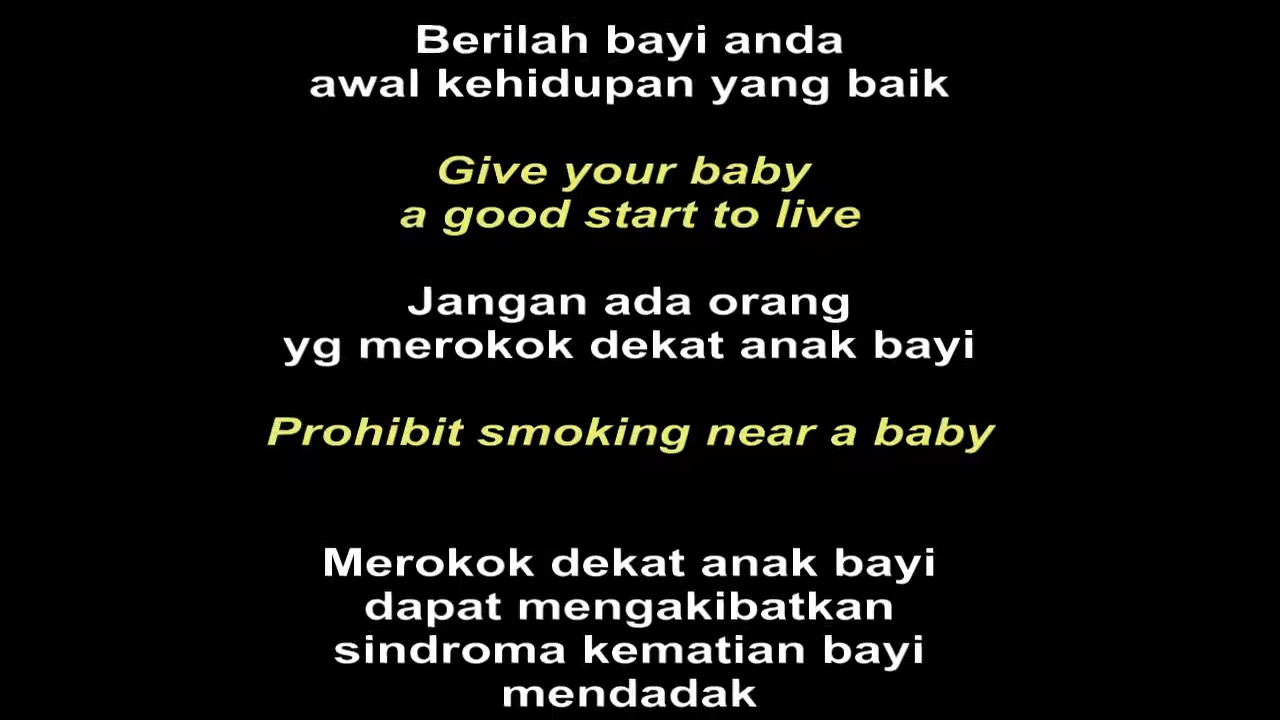 Berilah bayi anda
awal kehidupan yang baik
Give your baby
a good start to live
Jangan ada orang
yg merokok dekat anak bayi
Prohibit smoking near a baby
Merokok dekat anak bayi
dapat mengakibatkan
sindroma kematian bayi
mendadak